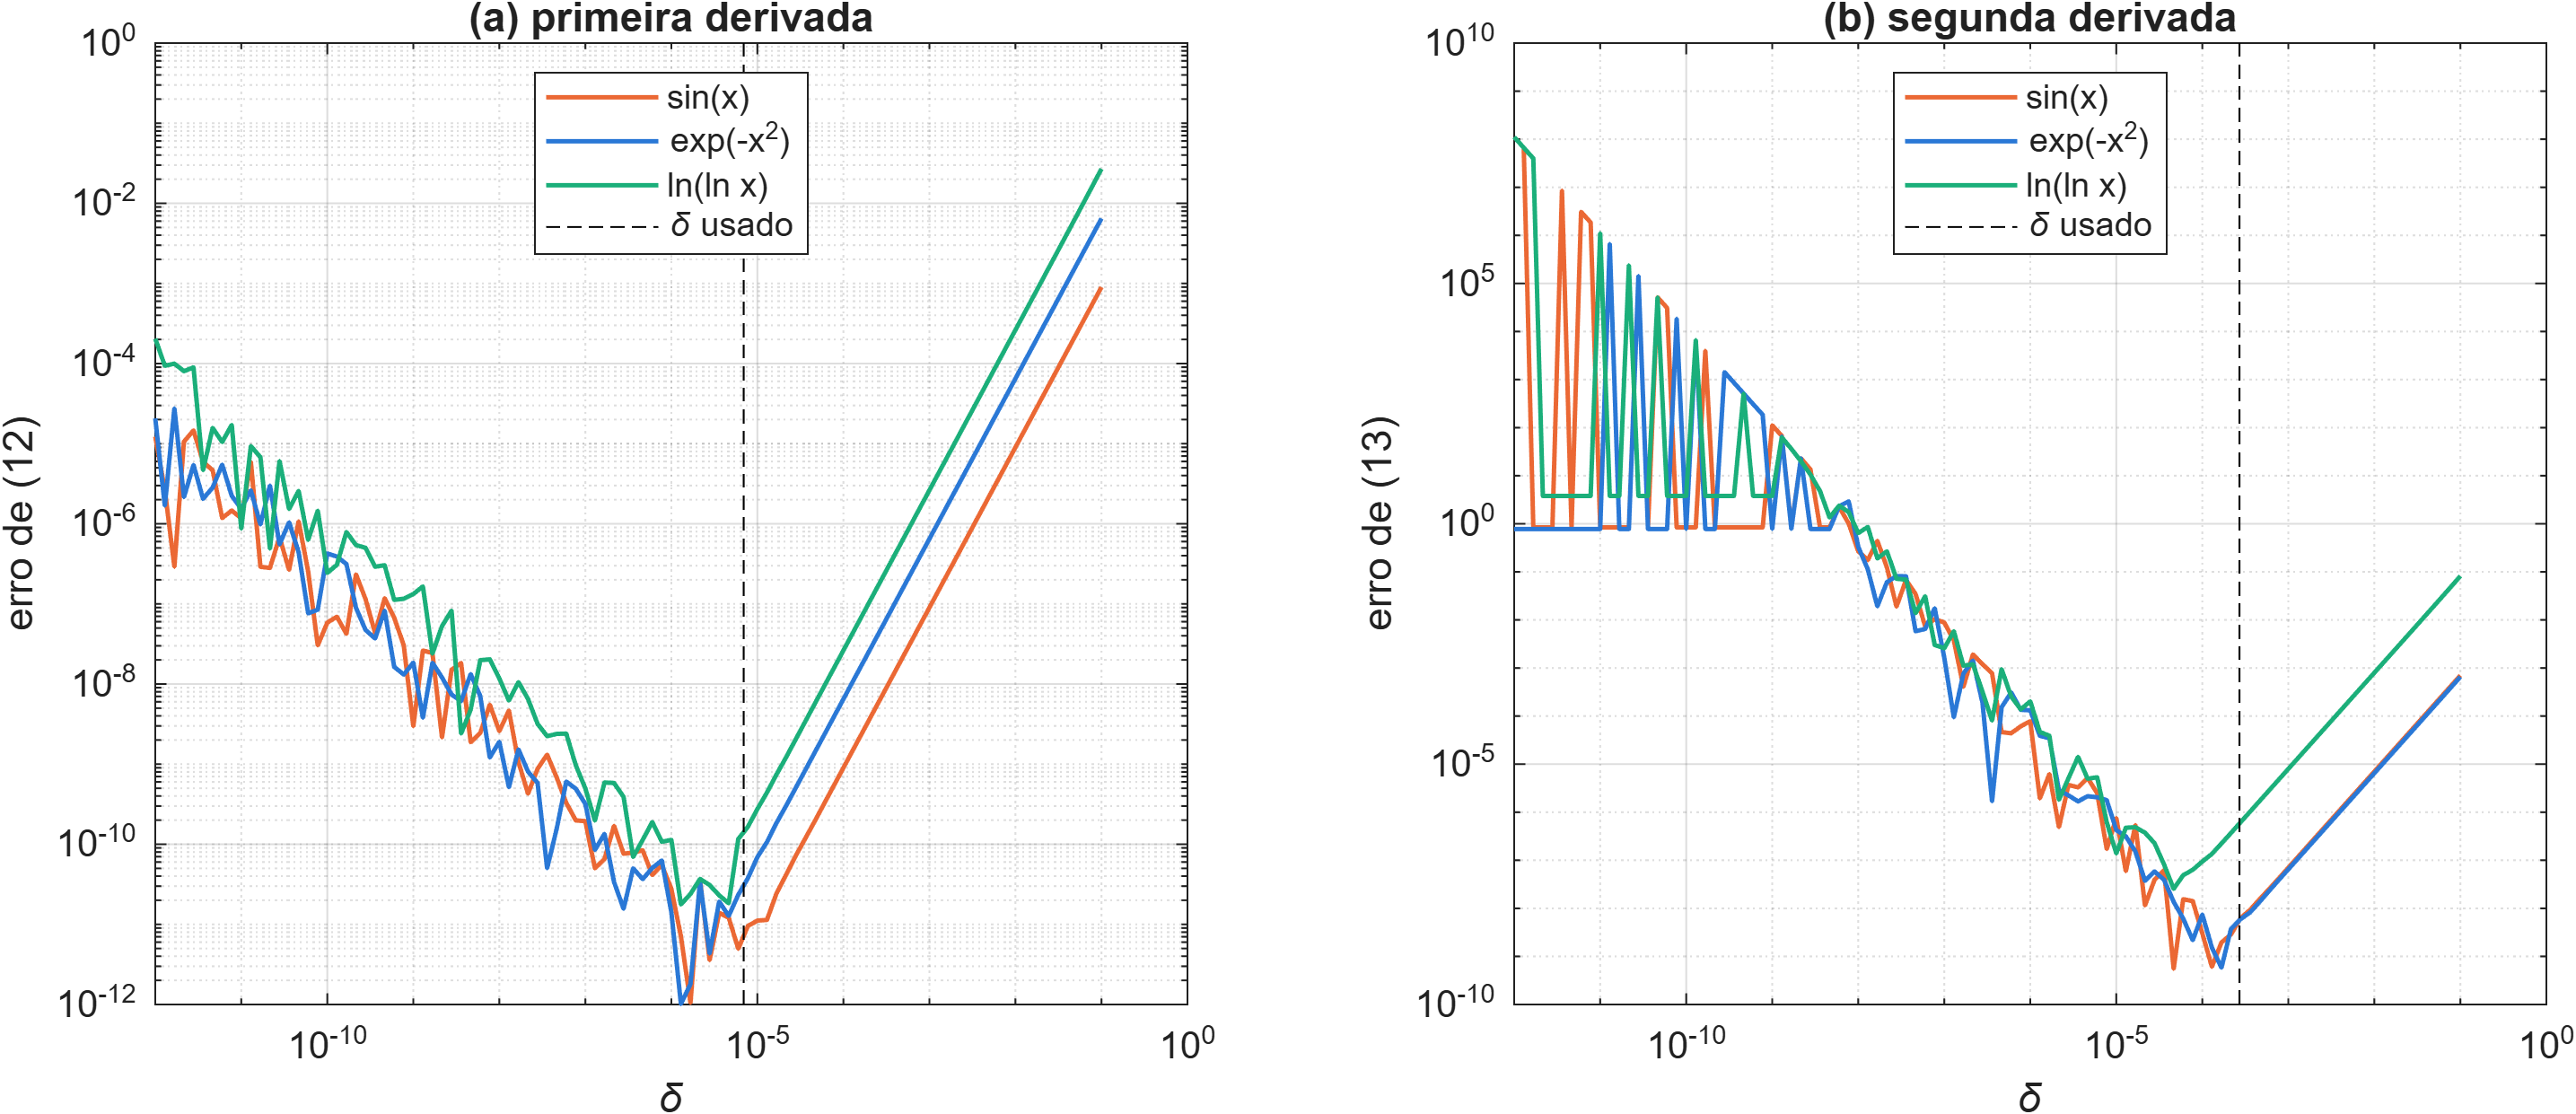 (a) primeira derivada
10^0
10^-2
10^-4
10^-6
10^-8
10^-10
10^-12
erro de (12)
sin(x)
exp(-x^2)
ln(ln x)
δ usado
10^-10
10^-5
10^0
δ
(b) segunda derivada
10^10
10^5
10^0
10^-5
10^-10
erro de (13)
sin(x)
exp(-x^2)
ln(ln x)
δ usado
10^-10
10^-5
10^0
δ